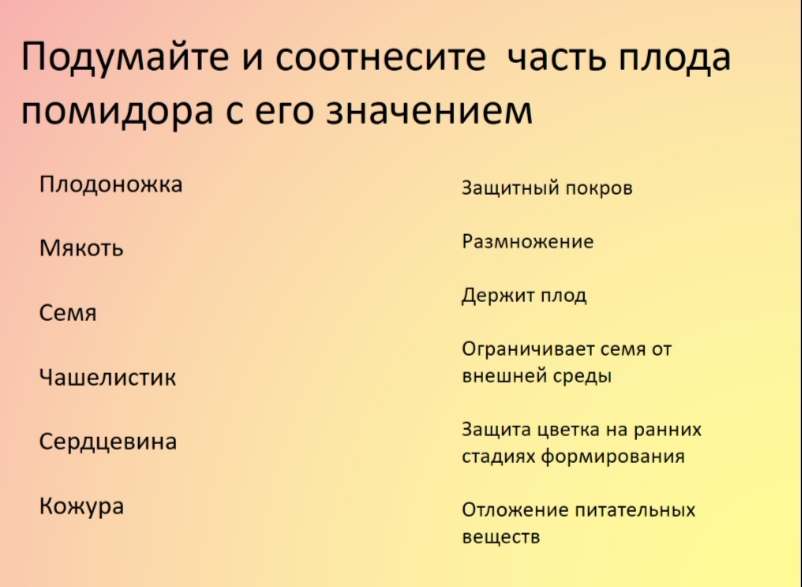 Подумайте и соотнесите часть плода
помидора с его значением
Плодоножка
Мякоть
Семя
Чашелистик
Сердцевина
Кожура
Защитный покров
Размножение
Держит плод
Ограничивает семя от
внешней среды
Защита цветка на ранних
стадиях формирования
Отложение питательных
веществ